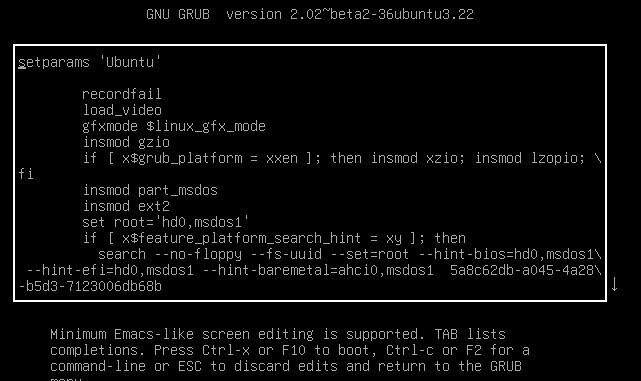 GNU GRUB  version 2.02~beta2-36ubuntu3.22
setparams 'Ubuntu'
recordfail
load_video
gfxmode $linux_gfx_mode
insmod gzio
if [ x$grub_platform = xxen ]; then insmod xzio; insmod lzopio; \
fi
insmod part_msdos
insmod ext2
set root='hd0,msdos1'
if [ x$feature_platform_search_hint = xy ]; then
search --no-floppy --fs-uuid --set=root --hint-bios=hd0,msdos1\
--hint-efi=hd0,msdos1 --hint-baremetal=ahci0,msdos1  5a8c62db-a045-4a28\
-b5d3-7123006db68b
↓
Minimum Emacs-like screen editing is supported. TAB lists
completions. Press Ctrl-x or F10 to boot, Ctrl-c or F2 for a
command-line or ESC to discard edits and return to the GRUB
menu